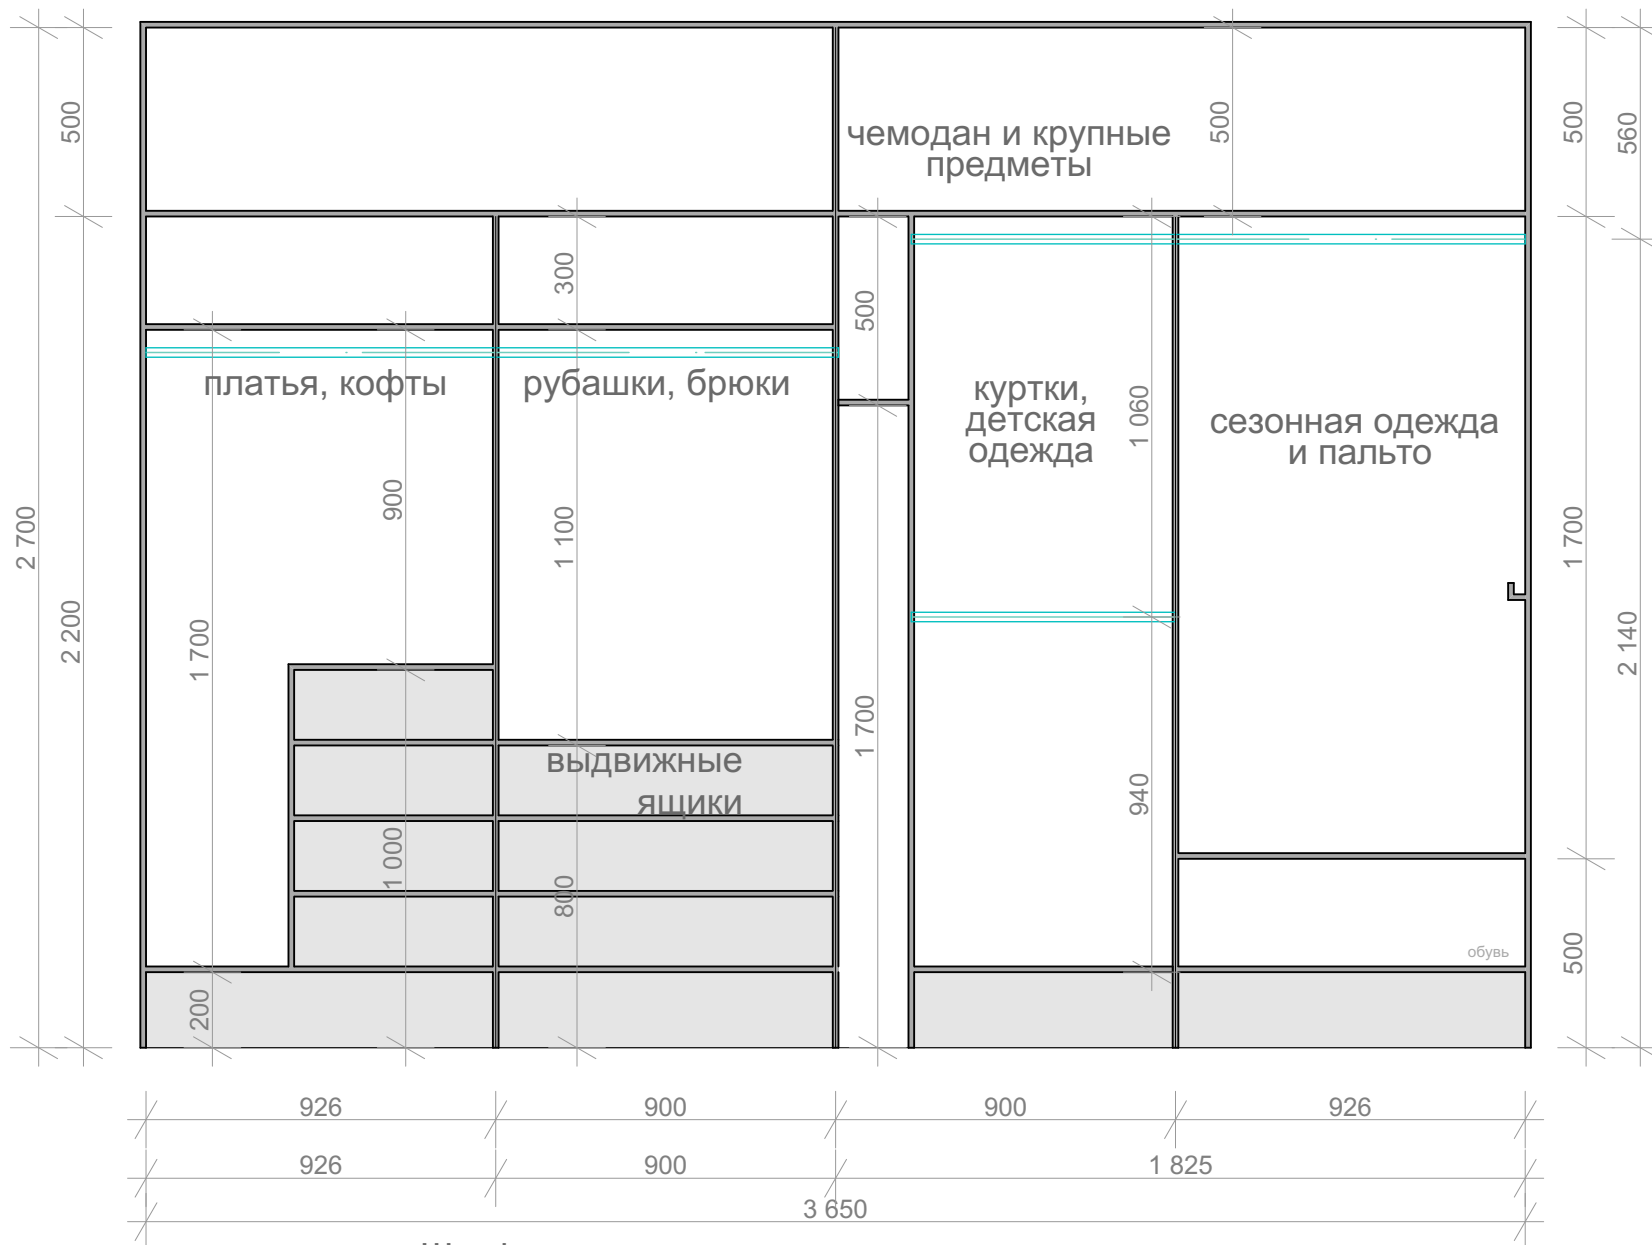 500
500
500
560
чемодан и крупные
предметы
300
500
платья, кофты
рубашки, брюки
куртки,
детская
одежда
1 060
сезонная одежда
и пальто
900
1 100
2 700
1 700
2 200
1 700
1 700
2 140
выдвижные
ящики
940
1 000
800
обувь
500
200
926
900
900
926
926
900
1 825
3 650